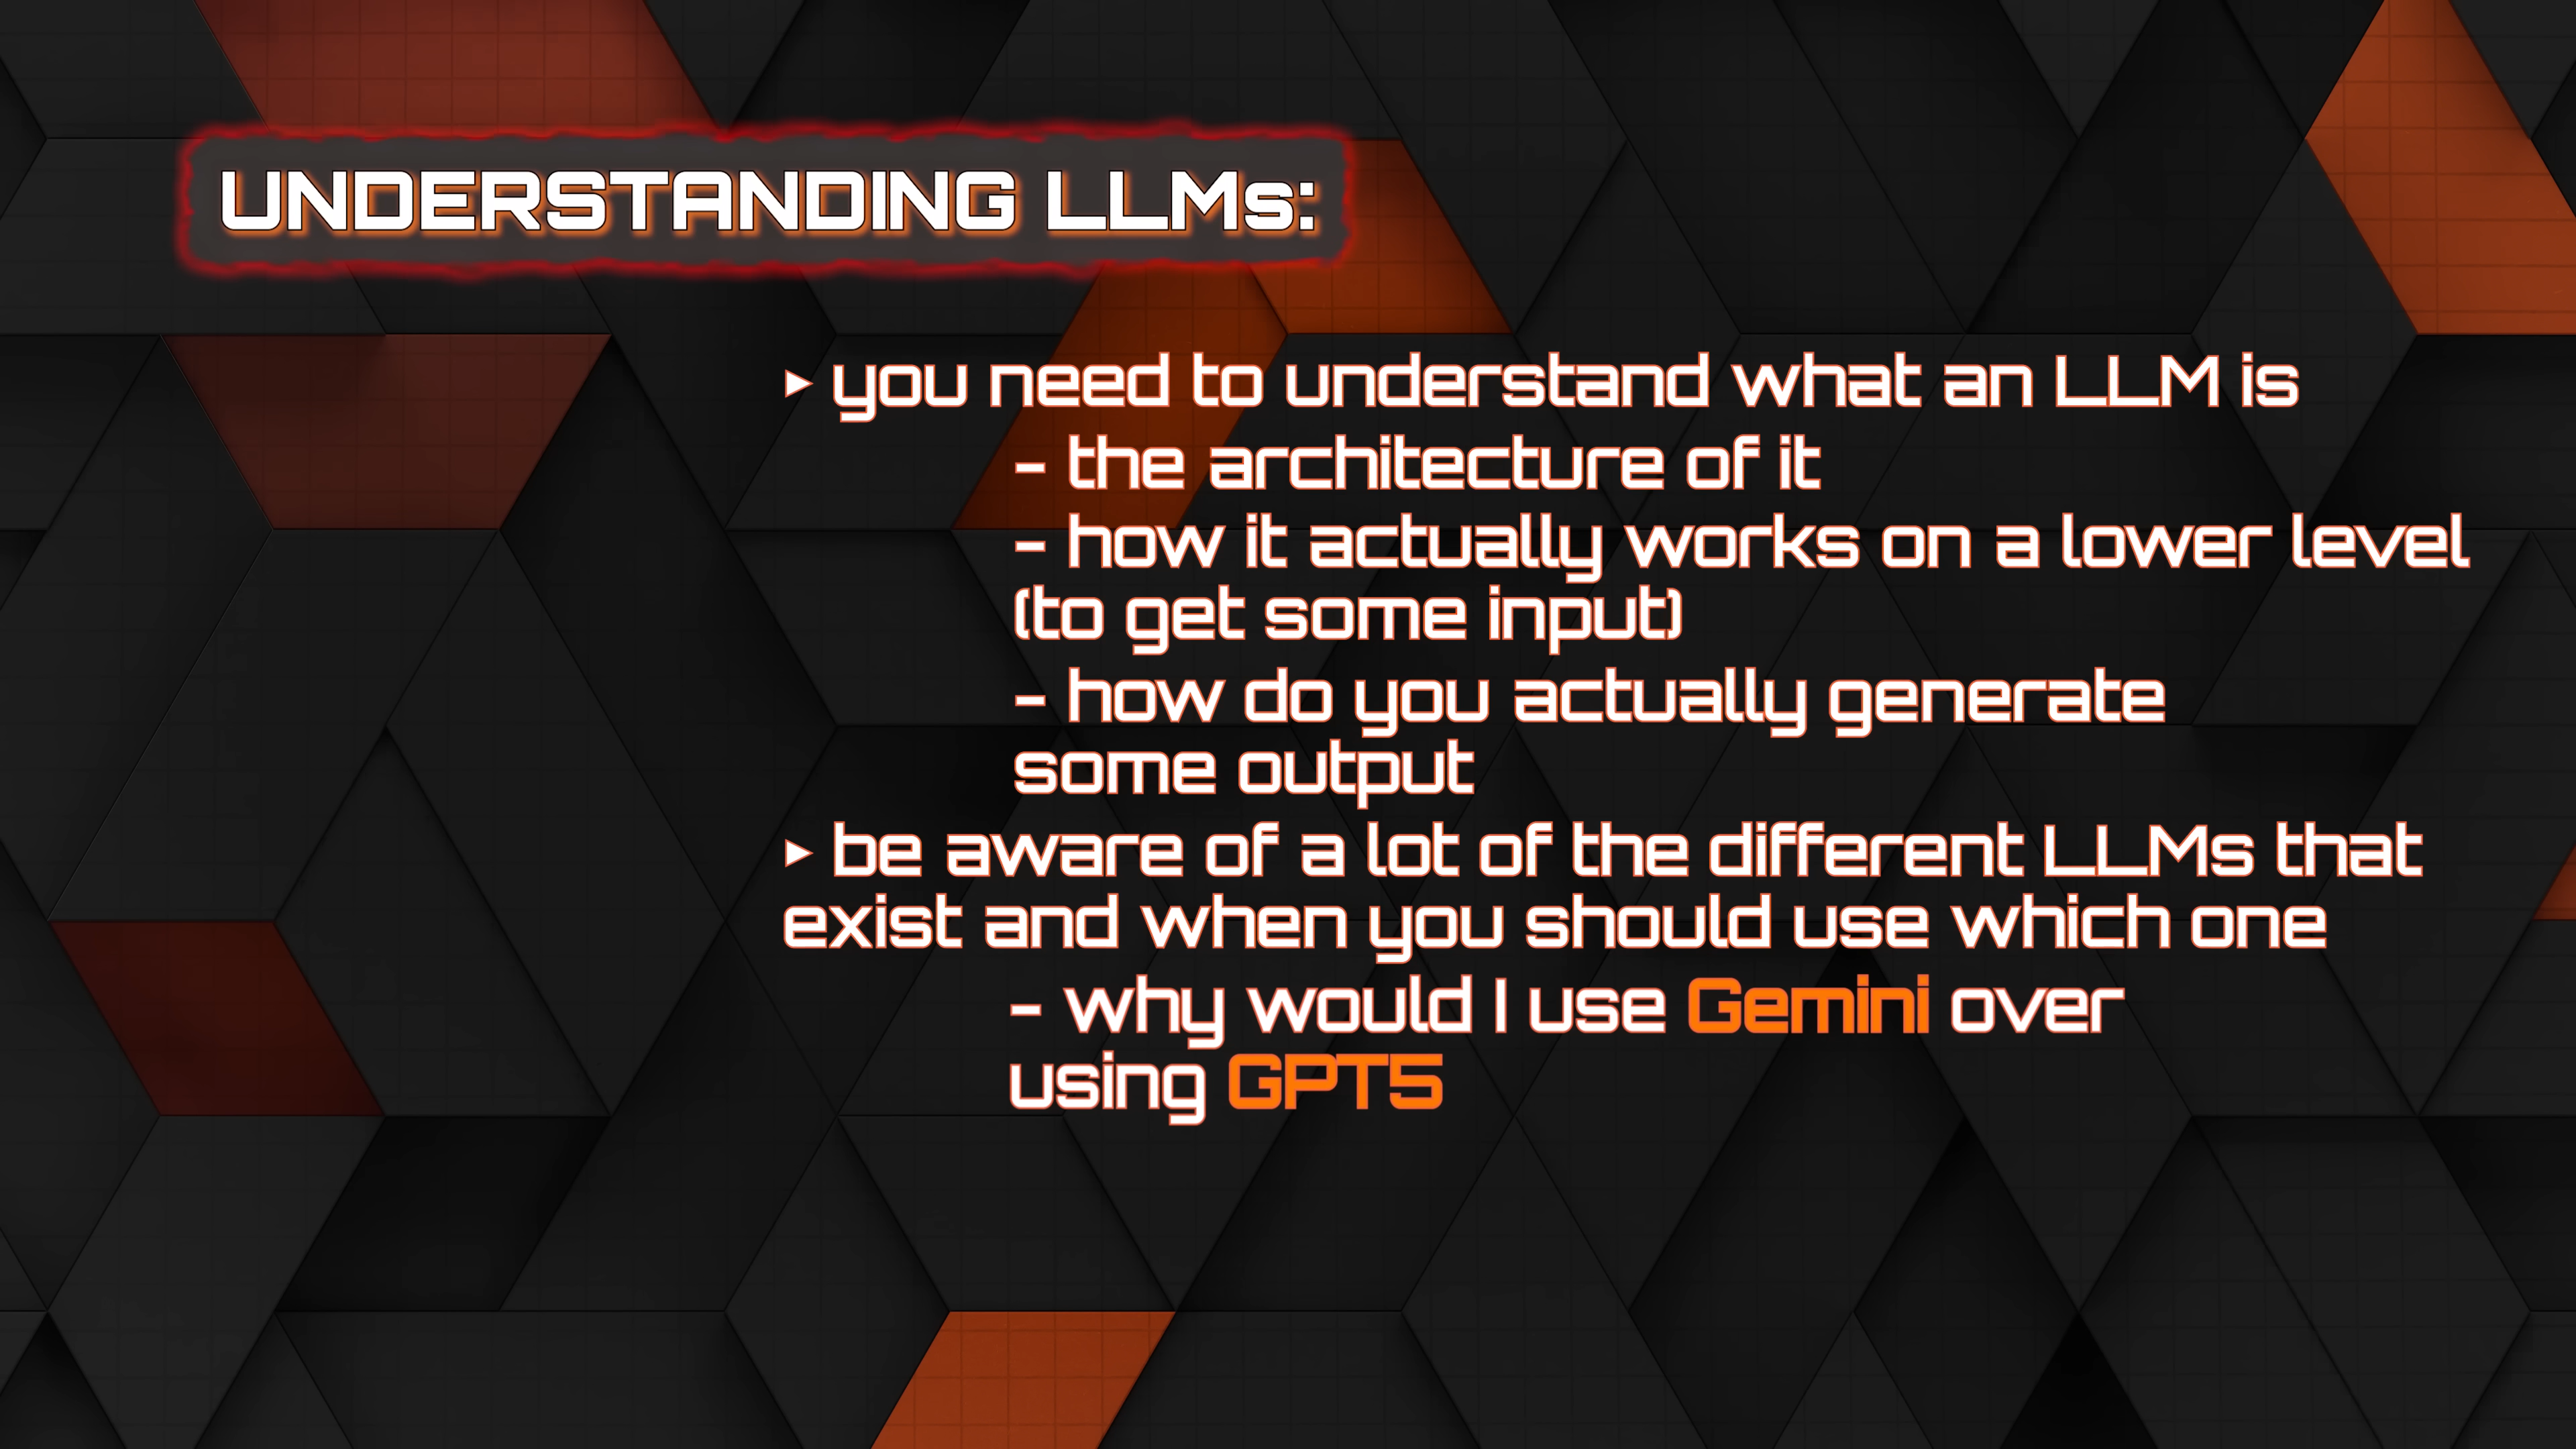 UNDERSTANDING LLMs:
▸ you need to understand what an LLM is
- the architecture of it
- how it actually works on a lower level
(to get some input)
- how do you actually generate
some output
▸ be aware of a lot of the different LLMs that
exist and when you should use which one
- why would I use Gemini over
using GPT5